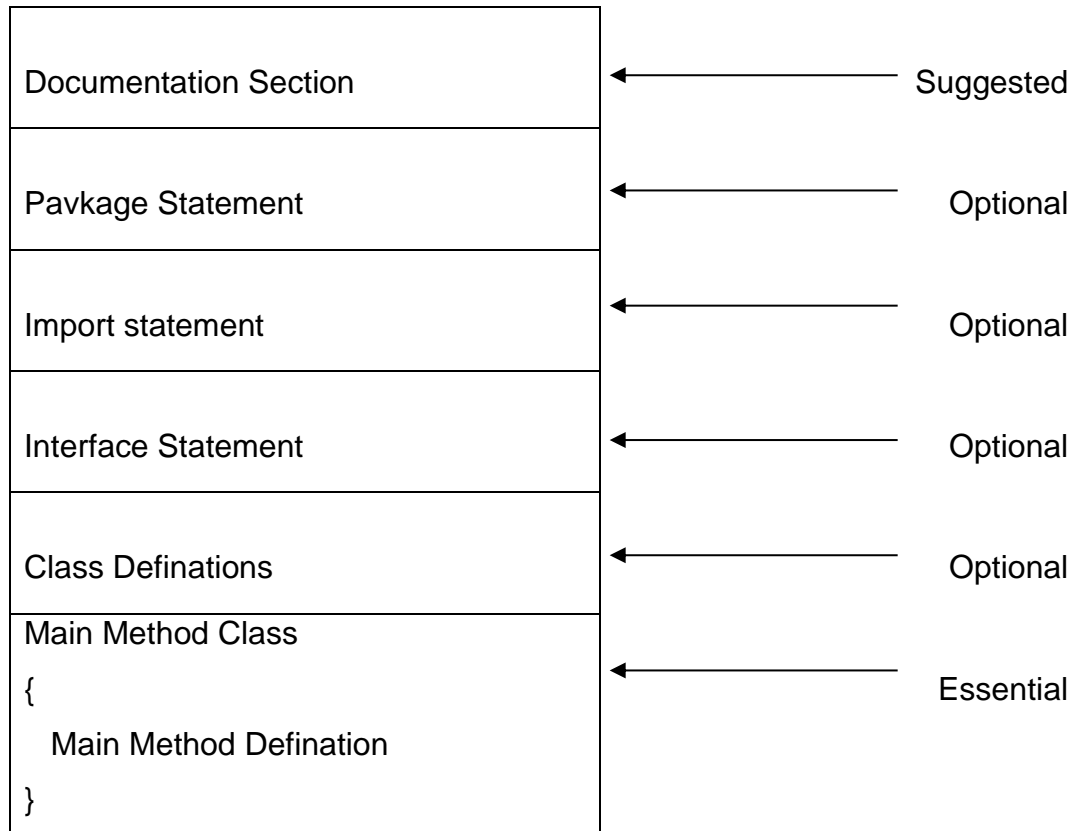 Documentation Section Suggested
Pavkage Statement Optional
Import statement Optional
Interface Statement Optional
Class Definations Optional
Main Method Class
{ Essential
Main Method Defination
}